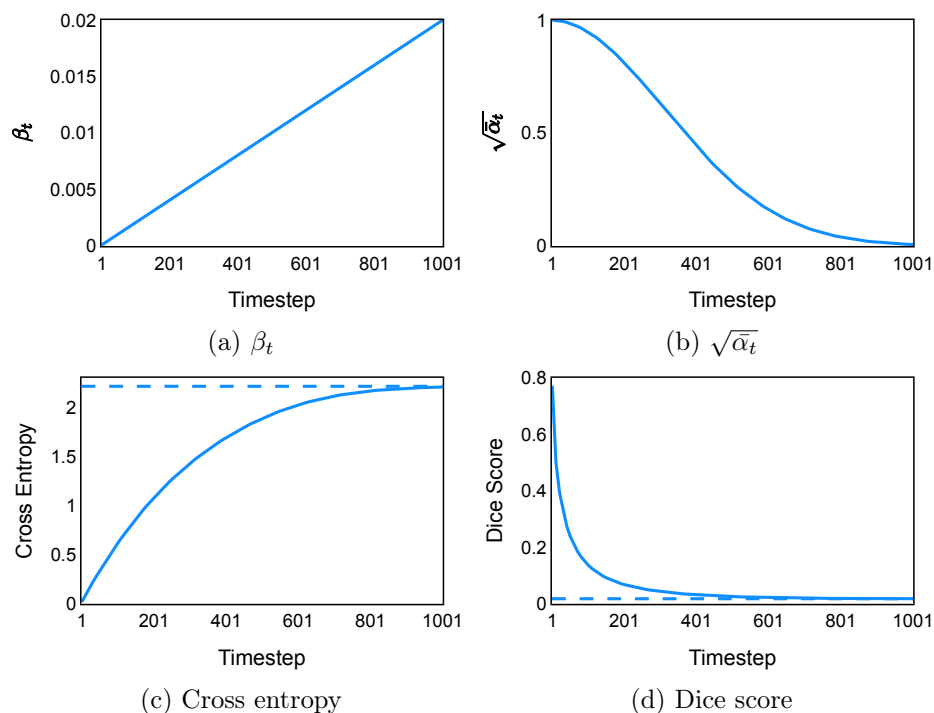 0.02
0.015
0.01
0.005
0
β_t
1 201 401 601 801 1001
Timestep
(a) β_t
1
0.5
0
√ᾱ_t
1 201 401 601 801 1001
Timestep
(b) √ᾱ_t
2
1.5
1
0.5
0
Cross Entropy
1 201 401 601 801 1001
Timestep
(c) Cross entropy
0.8
0.6
0.4
0.2
0
Dice Score
1 201 401 601 801 1001
Timestep
(d) Dice score